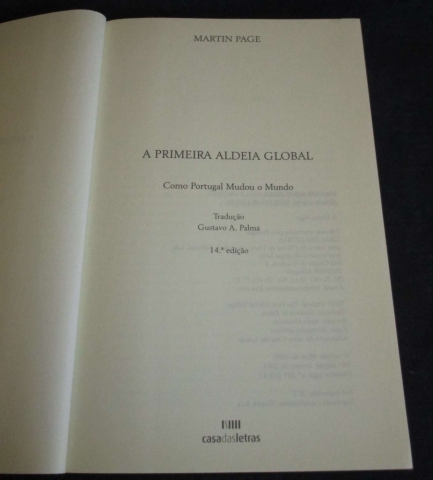 MARTIN PAGE
A PRIMEIRA ALDEIA GLOBAL
Como Portugal Mudou o Mundo
Tradução
Gustavo A. Palma
14.ª edição
casadasletras